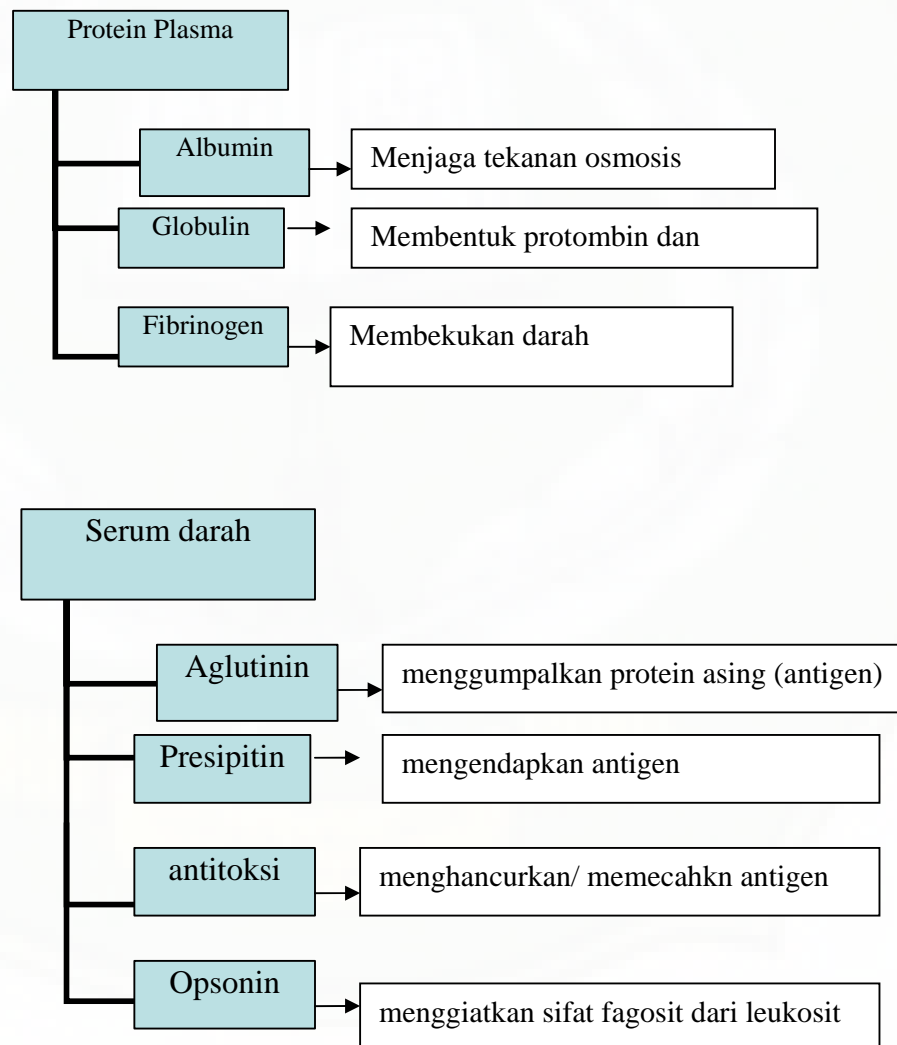 Protein Plasma
Albumin
Menjaga tekanan osmosis
Globulin
Membentuk protombin dan
Fibrinogen
Membekukan darah
Serum darah
Aglutinin
menggumpalkan protein asing (antigen)
Presipitin
mengendapkan antigen
antitoksi
menghancurkan/ memecahkn antigen
Opsonin
menggiatkan sifat fagosit dari leukosit